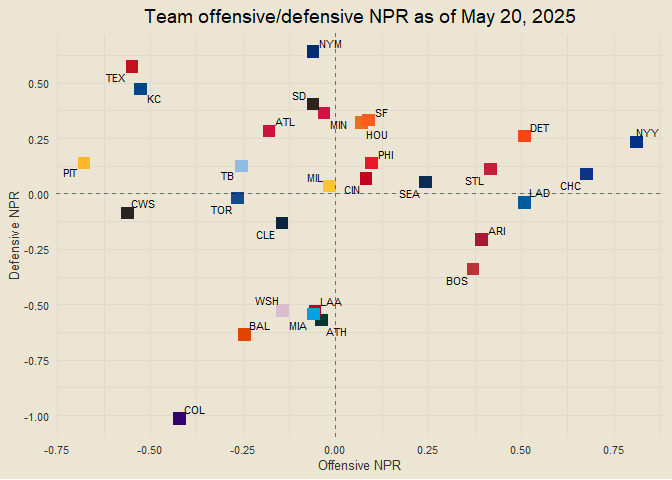 Team offensive/defensive NPR as of May 20, 2025
NYM
TEX
KC
SD
ATL
MIN
SF
HOU
DET
NYY
PIT
TB
MIL
PHI
CIN
STL
CHC
SEA
LAD
CWS
TOR
CLE
ARI
BOS
WSH
LAA
MIA
ATH
BAL
COL
0.50
0.25
0.00
-0.25
-0.50
-0.75
-1.00
Defensive NPR
-0.75
-0.50
-0.25
0.00
0.25
0.50
0.75
Offensive NPR